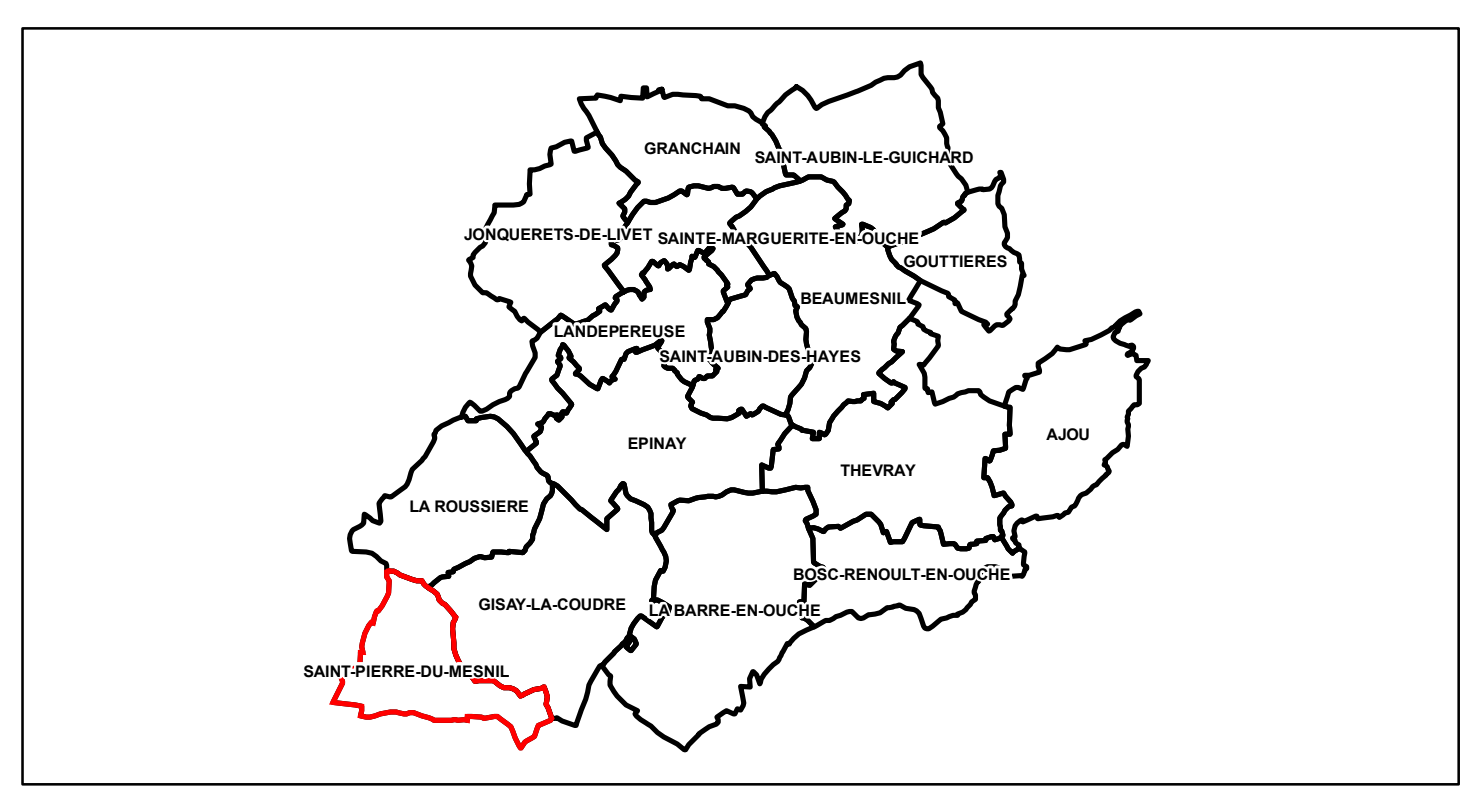 GRANCHAIN
SAINT-AUBIN-LE-GUICHARD
JONQUERETS-DE-LIVET
SAINTE-MARGUERITE-EN-OUCHE
GOUTTIERES
BEAUMESNIL
LANDEPEREUSE
SAINT-AUBIN-DES-HAYES
AJOU
EPINAY
THEVRAY
LA ROUSSIERE
BOSC-RENOULT-EN-OUCHE
GISAY-LA-COUDRE
LA BARRE-EN-OUCHE
SAINT-PIERRE-DU-MESNIL